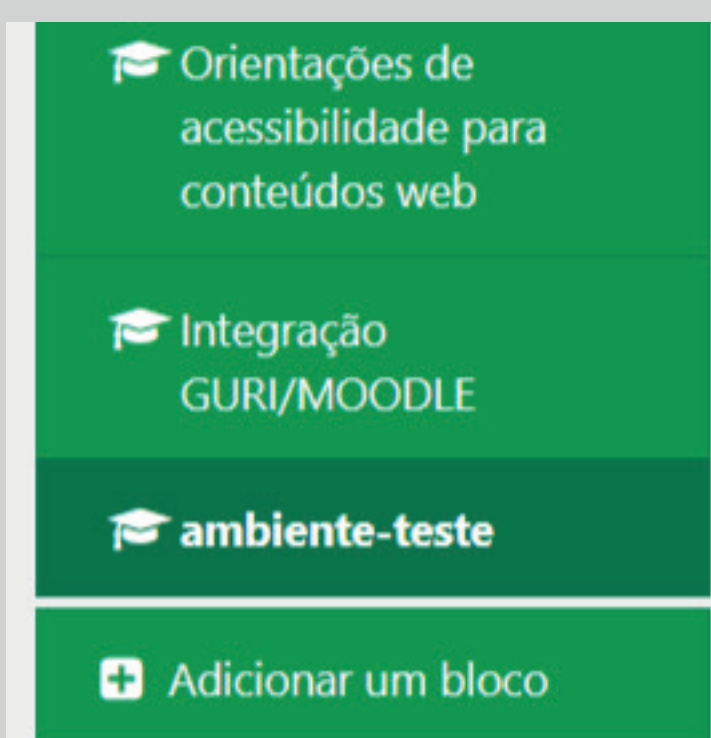 Orientações de
acessibilidade para
conteúdos web
Integração
GURI/MOODLE
ambiente-teste
Adicionar um bloco